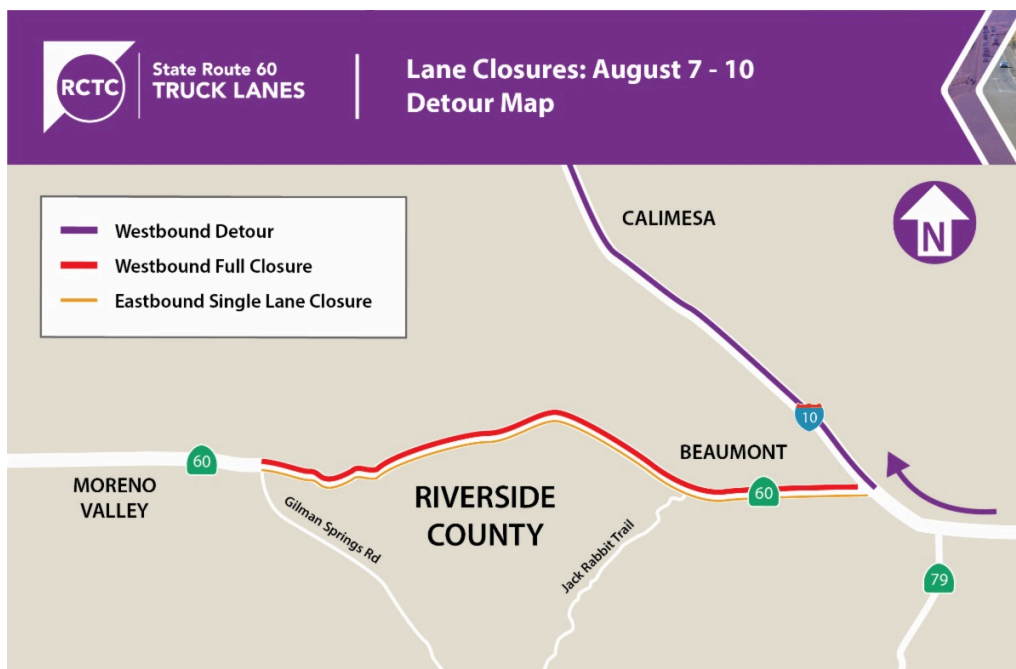 RCTC
State Route 60
TRUCK LANES
Lane Closures: August 7 - 10
Detour Map
Westbound Detour
Westbound Full Closure
Eastbound Single Lane Closure
CALIMESA
N
10
BEAUMONT
60
MORENO
VALLEY
RIVERSIDE
COUNTY
60
Gilman Springs Rd
Jack Rabbit Trail
79